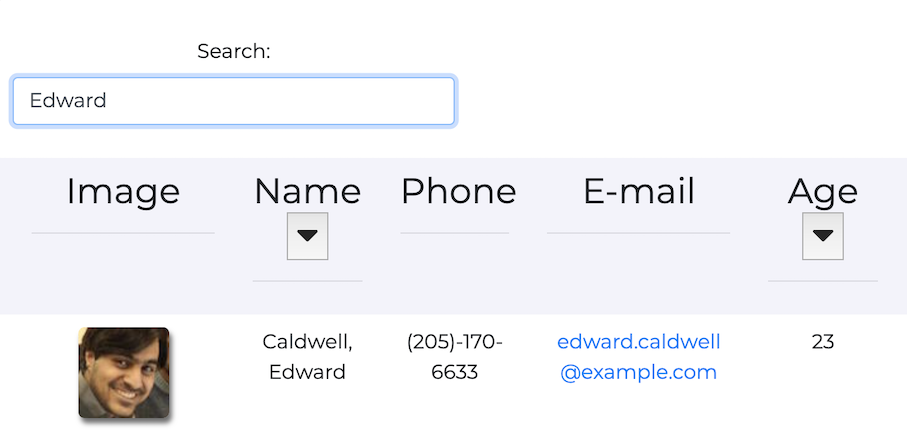 Search:
Edward
Image Name Phone E-mail Age
Caldwell, (205)-170- edward.caldwell 23
Edward 6633 @example.com